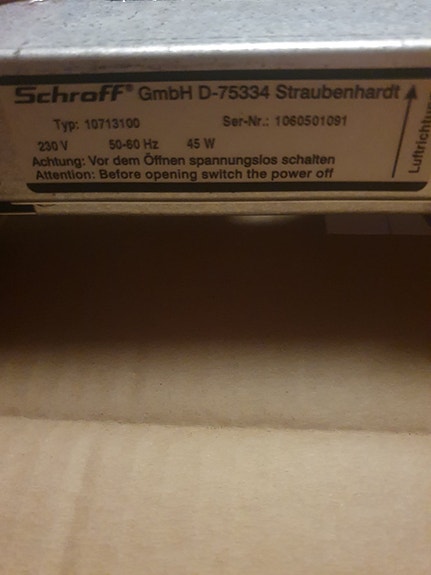 Schroff® GmbH D-75334 Straubenhardt
Typ: 10713100 Ser-Nr.: 1060501091
230 V 50-60 Hz 45 W
Achtung: Vor dem Öffnen spannungslos schalten
Attention: Before opening switch the power off